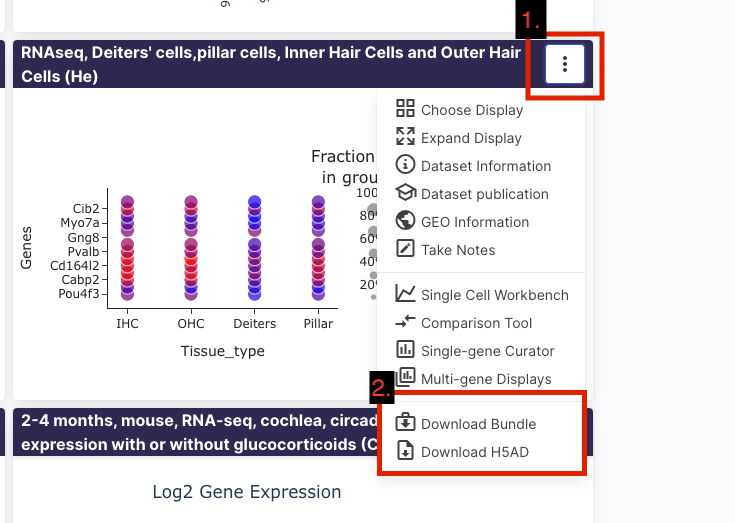 1.
RNAseq, Deiters' cells,pillar cells, Inner Hair Cells and Outer Hair
Cells (He)
Choose Display
Expand Display
Dataset Information
Dataset publication
GEO Information
Take Notes
Single Cell Workbench
Comparison Tool
Single-gene Curator
Multi-gene Displays
2.
Download Bundle
Download H5AD
Fraction
in grou
100
80
60
40
20
Genes
Cib2
Myo7a
Gng8
Pvalb
Cd164l2
Cabp2
Pou4f3
IHC OHC Deiters Pillar
Tissue_type
2-4 months, mouse, RNA-seq, cochlea, circad
expression with or without glucocorticoids (C
Log2 Gene Expression